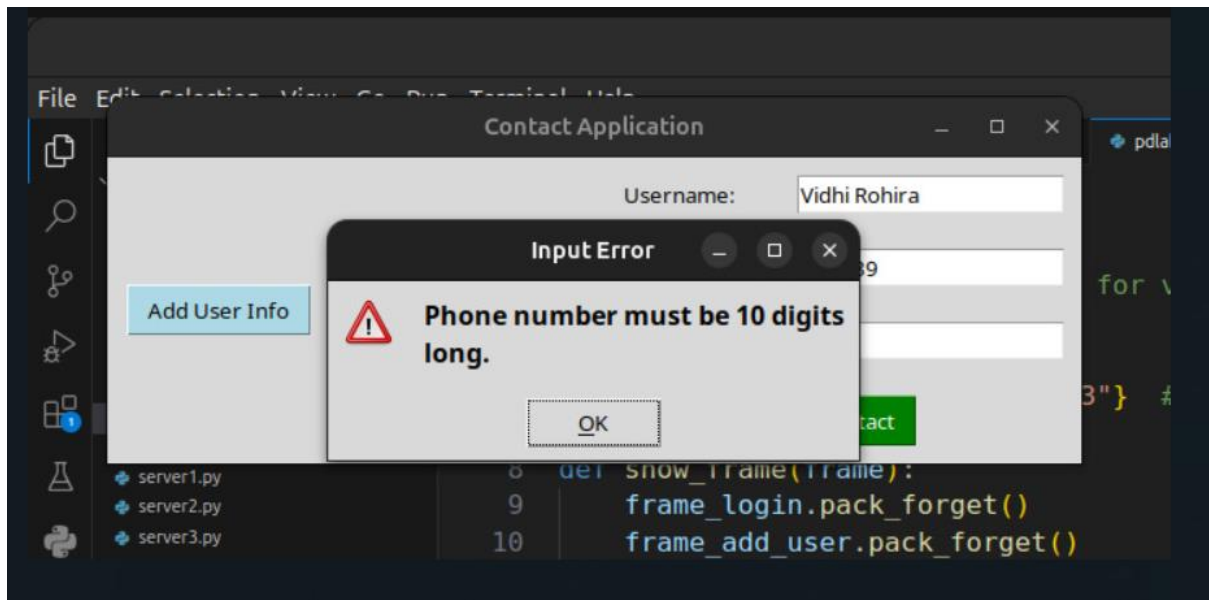 File
Contact Application
pdla
Username: Vidhi Rohira
Input Error
39
for v
Add User Info
Phone number must be 10 digits
long.
3"} #
OK
tact
server1.py
8 def show_frame(frame):
server2.py
9 frame_login.pack_forget()
server3.py
10 frame_add_user.pack_forget()
1